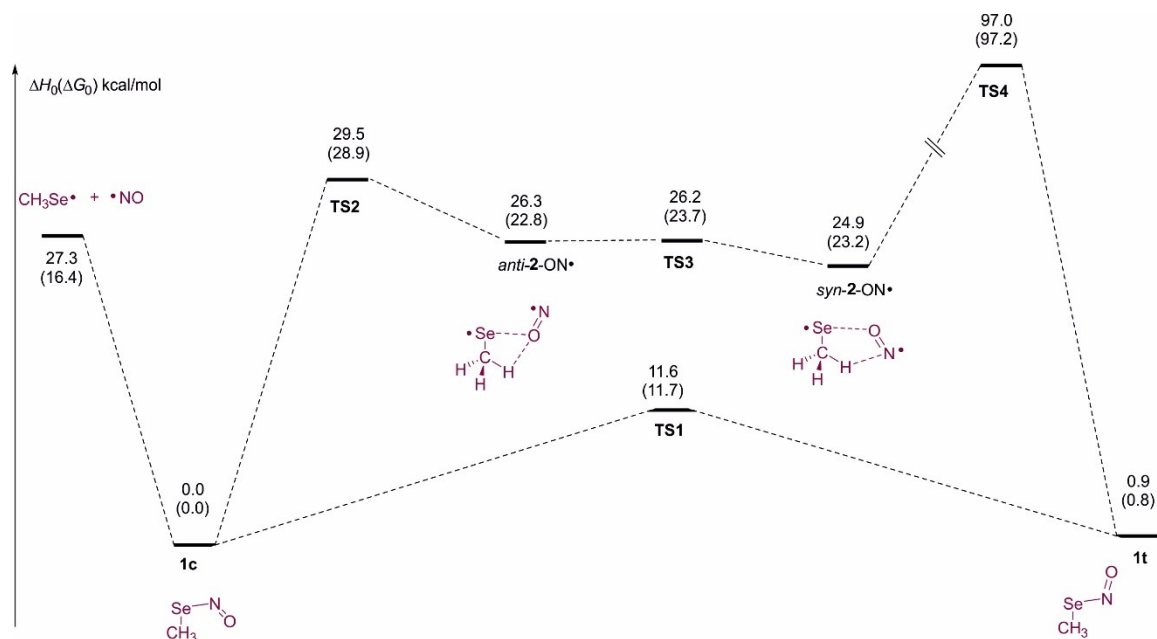 97.0
(97.2)
TS4
ΔH₀(ΔG₀) kcal/mol
29.5
(28.9)
TS2
CH₃Se• + •NO
27.3
(16.4)
26.3
(22.8)
anti-2-ON•
26.2
(23.7)
TS3
24.9
(23.2)
syn-2-ON•
•N
•Se
O
C
H
H
H
•Se
O
C
N•
H
H
H
11.6
(11.7)
TS1
0.0
(0.0)
1c
Se
N
O
CH₃
0.9
(0.8)
1t
O
Se
N
CH₃